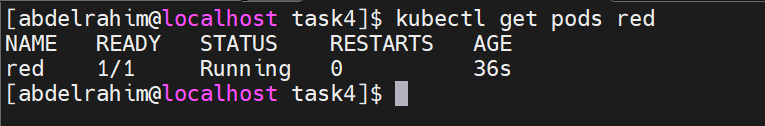 [abdelrahim@localhost task4]$ kubectl get pods red
NAME   READY   STATUS    RESTARTS   AGE
red    1/1     Running   0          36s
[abdelrahim@localhost task4]$